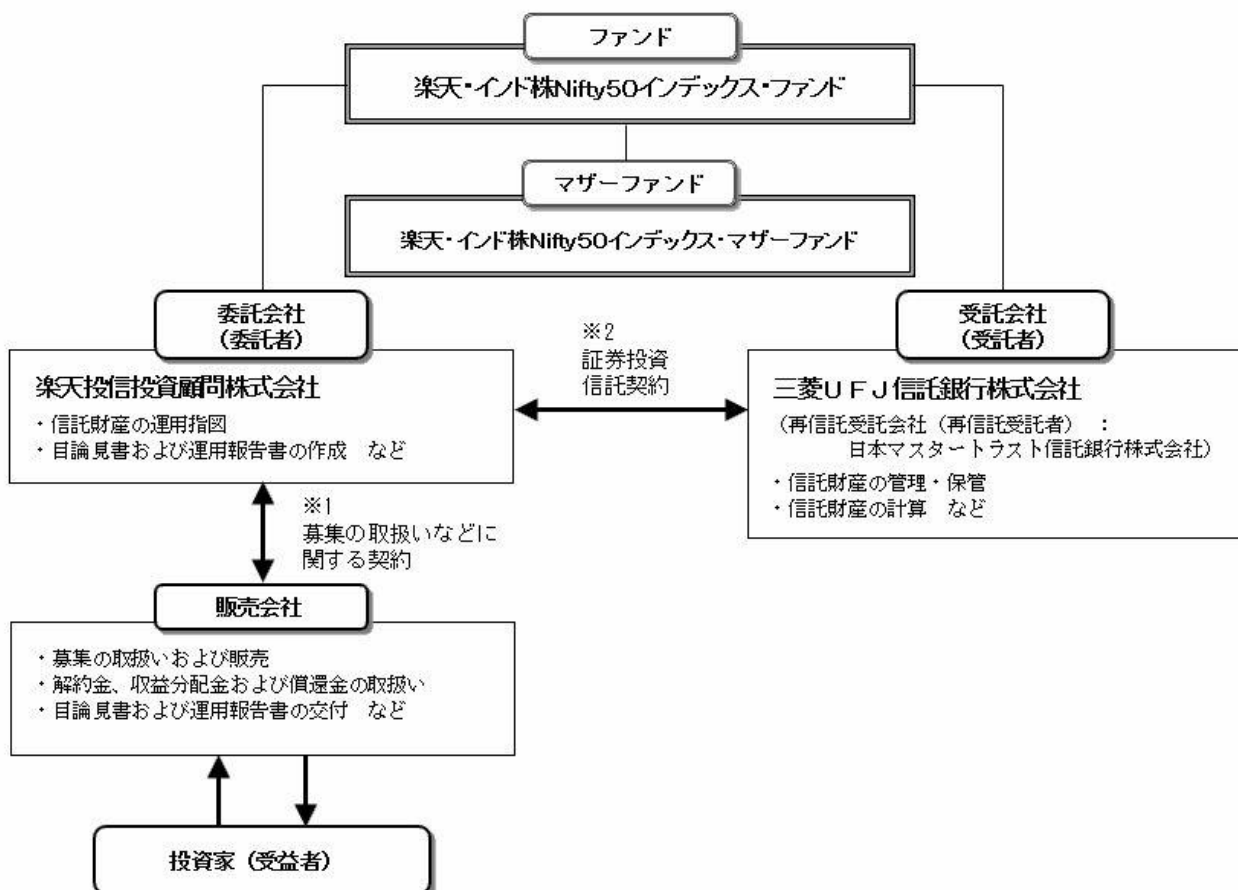 ファンド
楽天・インド株Nifty50インデックス・ファンド
マザーファンド
楽天・インド株Nifty50インデックス・マザーファンド
委託会社
(委託者)
楽天投信投資顧問株式会社
・信託財産の運用指図
・目論見書および運用報告書の作成 など
※2
証券投資
信託契約
受託会社
(受託者)
三菱UFJ信託銀行株式会社
(再信託受託会社(再信託受託者) :
日本マスタートラスト信託銀行株式会社)
・信託財産の管理・保管
・信託財産の計算 など
※1
募集の取扱いなどに
関する契約
販売会社
・募集の取扱いおよび販売
・解約金、収益分配金および償還金の取扱い
・目論見書および運用報告書の交付 など
投資家(受益者)